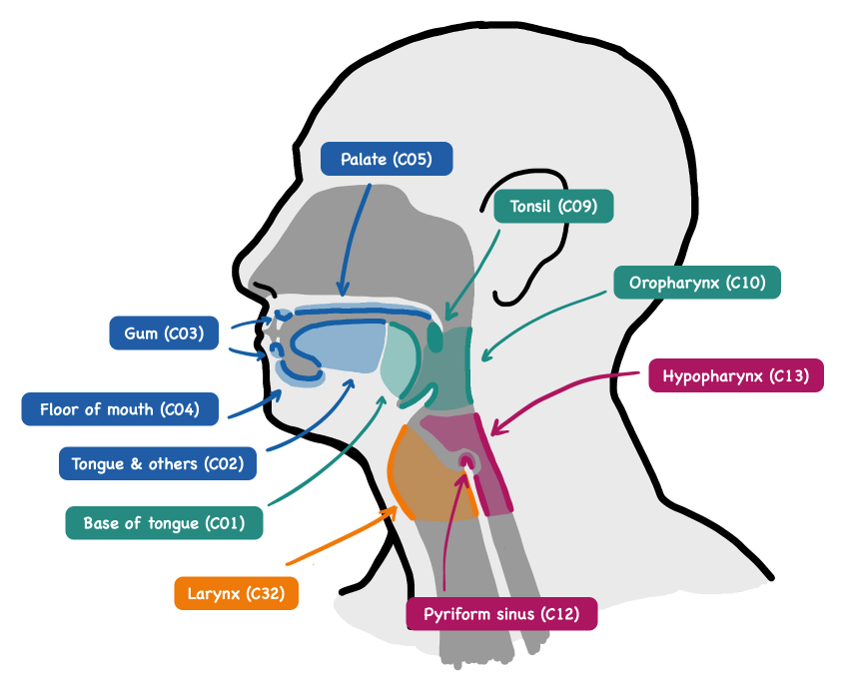 Palate (C05)
Tonsil (C09)
Oropharynx (C10)
Gum (C03)
Hypopharynx (C13)
Floor of mouth (C04)
Tongue & others (C02)
Base of tongue (C01)
Larynx (C32)
Pyriform sinus (C12)